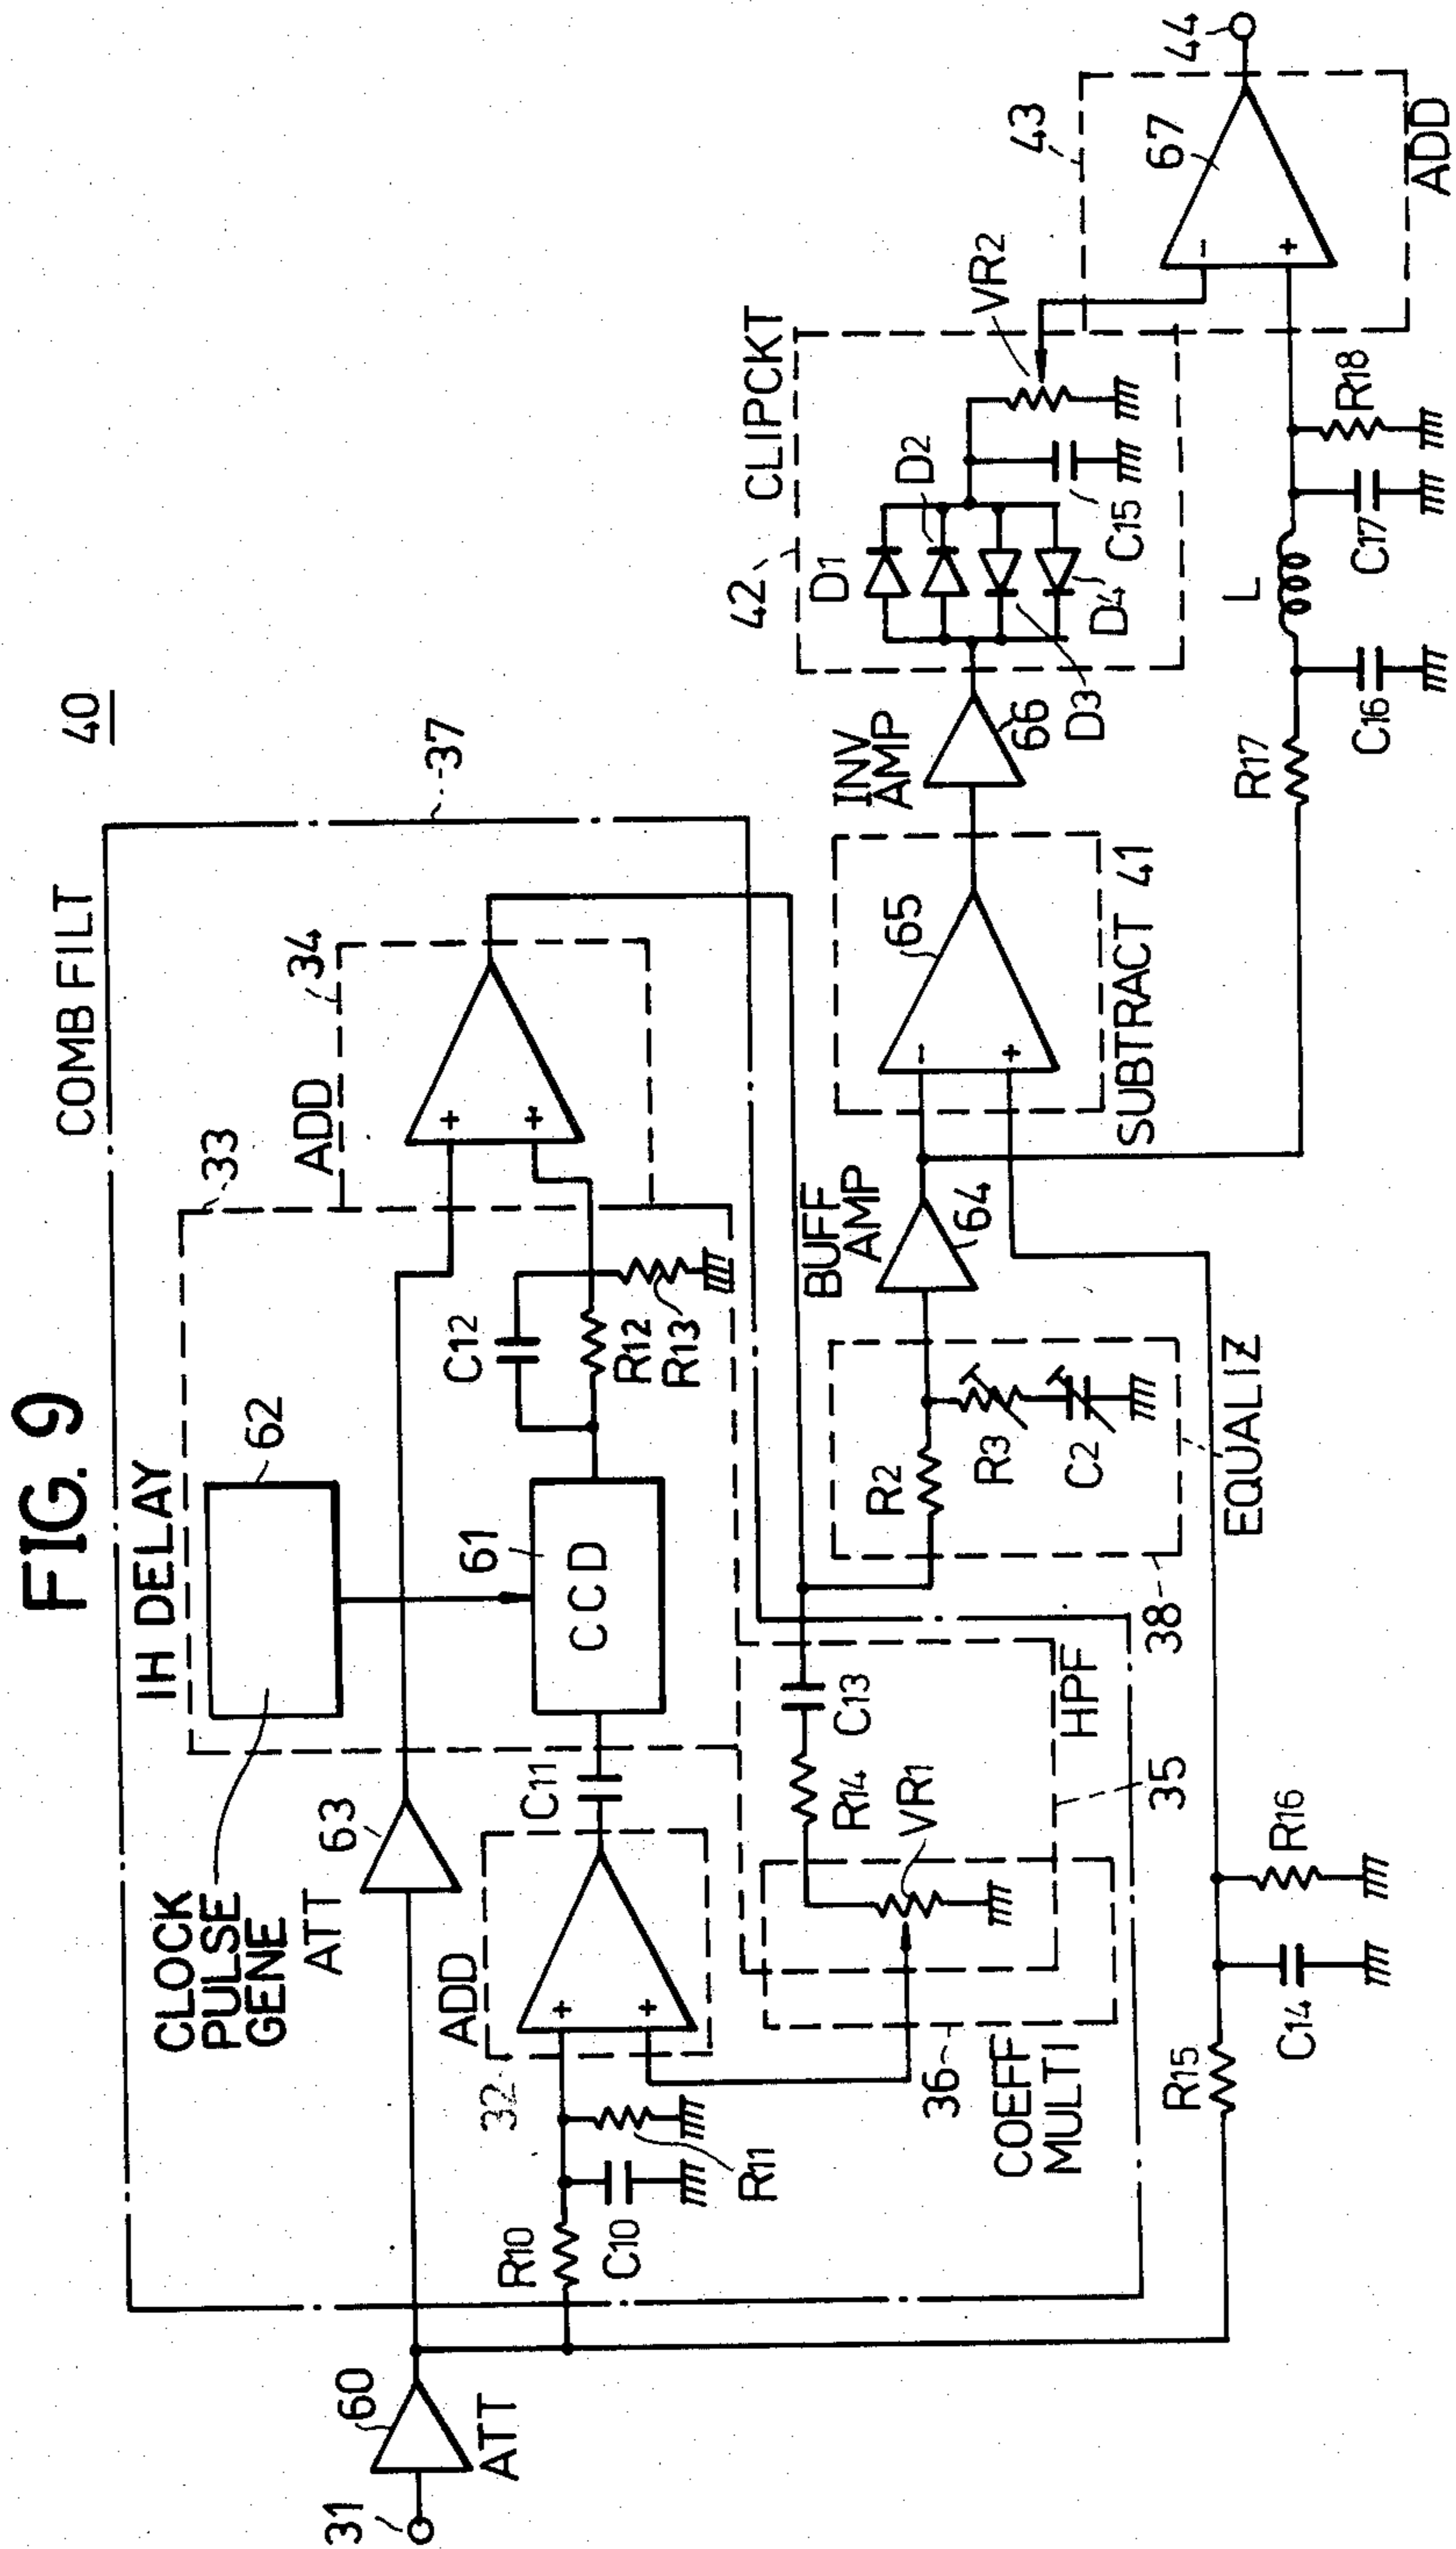 FIG. 9
40
COMB FILT
37
1H DELAY
33
CLOCK
PULSE
GENE
62
ADD
34
63
ATT
61
CCD
C12
R12
R13
60
ATT
31
ADD
32
C11
R10
C10
R11
36
COEFF
MULTI
R14
C13
VR1
HPF
35
38
EQUALIZ
R2
R3
C2
BUFF
AMP
64
65
SUBTRACT 41
INV
AMP
66
42
CLIPCKT
D1
D2
D3
D4
C15
VR2
43
67
44
ADD
R15
C14
R16
R17
C16
L
C17
R18
+
+
+
+
-
+
-
+